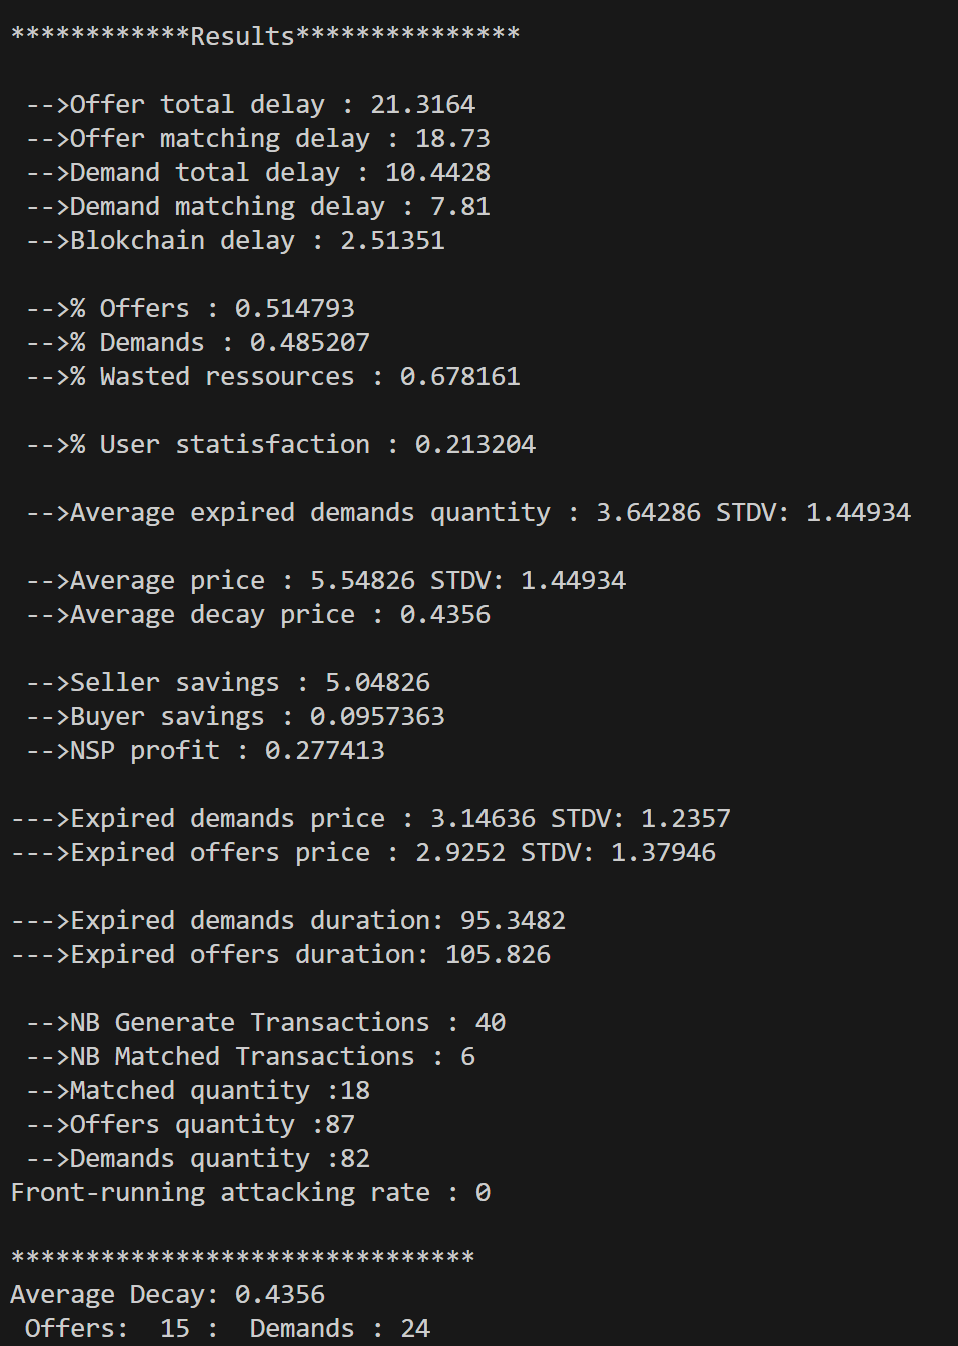 ************Results***************
-->Offer total delay : 21.3164
-->Offer matching delay : 18.73
-->Demand total delay : 10.4428
-->Demand matching delay : 7.81
-->Blokchain delay : 2.51351
-->% Offers : 0.514793
-->% Demands : 0.485207
-->% Wasted ressources : 0.678161
-->% User statisfaction : 0.213204
-->Average expired demands quantity : 3.64286 STDV: 1.44934
-->Average price : 5.54826 STDV: 1.44934
-->Average decay price : 0.4356
-->Seller savings : 5.04826
-->Buyer savings : 0.0957363
-->NSP profit : 0.277413
--->Expired demands price : 3.14636 STDV: 1.2357
--->Expired offers price : 2.9252 STDV: 1.37946
--->Expired demands duration: 95.3482
--->Expired offers duration: 105.826
-->NB Generate Transactions : 40
-->NB Matched Transactions : 6
-->Matched quantity :18
-->Offers quantity :87
-->Demands quantity :82
Front-running attacking rate : 0
*******************************
Average Decay: 0.4356
Offers:  15 :  Demands : 24